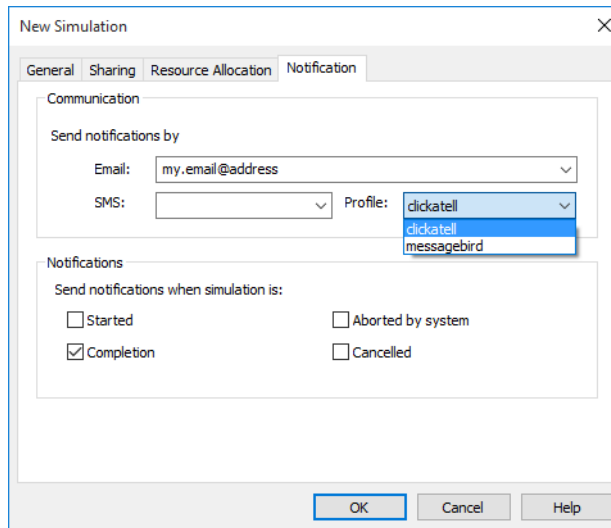 New Simulation
General Sharing Resource Allocation Notification
Communication
Send notifications by
Email: my.email@address
SMS: Profile: clickatell
clickatell
messagebird
Notifications
Send notifications when simulation is:
Started Aborted by system
Completion Cancelled
OK Cancel Help